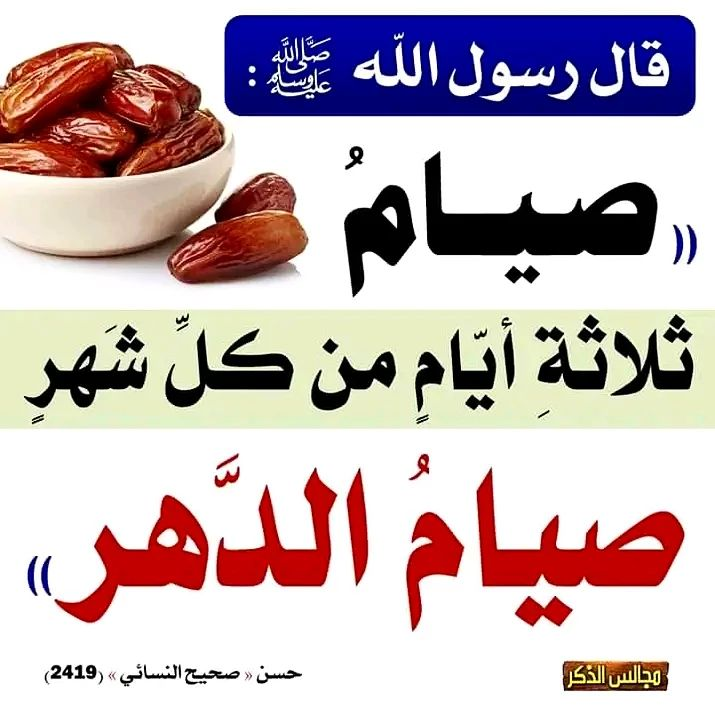 قال رسول الله ﷺ :
(( صيامُ
ثلاثةِ أيّامٍ من كلِّ شَهرٍ
صيامُ الدَّهر ))
حسن « صحيح النسائي » (2419)
مجالس الذكر